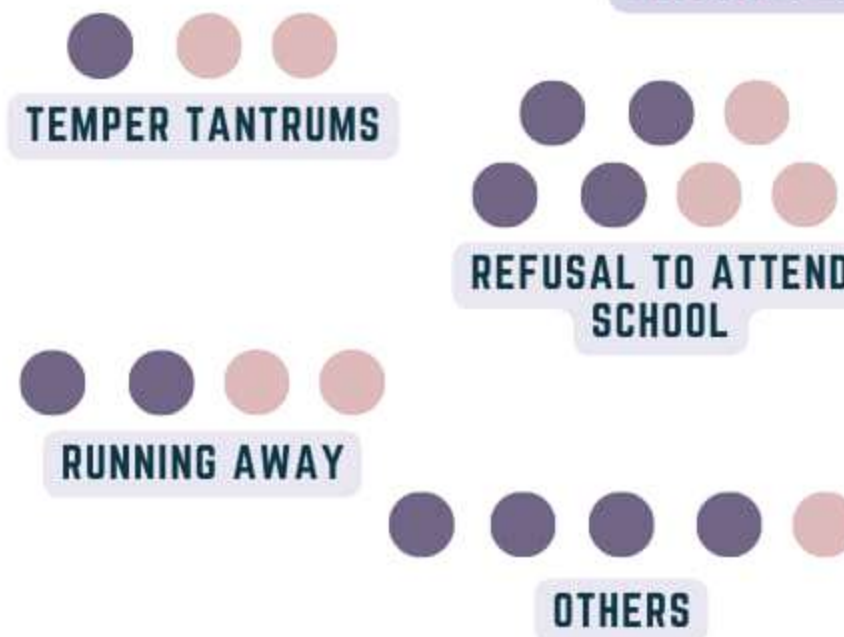 TEMPER TANTRUMS
REFUSAL TO ATTEND
SCHOOL
RUNNING AWAY
OTHERS